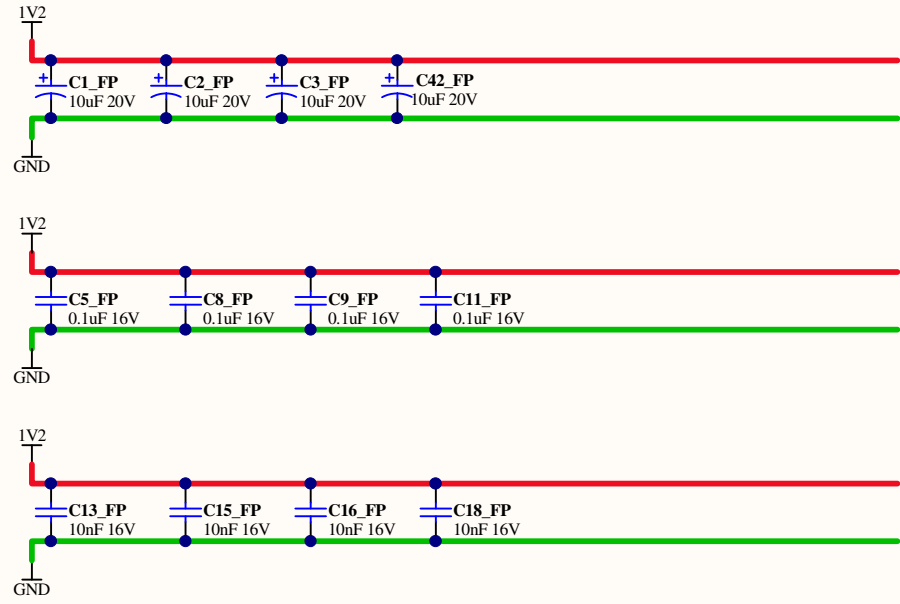 1V2
C1_FP
10uF 20V
C2_FP
10uF 20V
C3_FP
10uF 20V
C42_FP
10uF 20V
GND
1V2
C5_FP
0.1uF 16V
C8_FP
0.1uF 16V
C9_FP
0.1uF 16V
C11_FP
0.1uF 16V
GND
1V2
C13_FP
10nF 16V
C15_FP
10nF 16V
C16_FP
10nF 16V
C18_FP
10nF 16V
GND